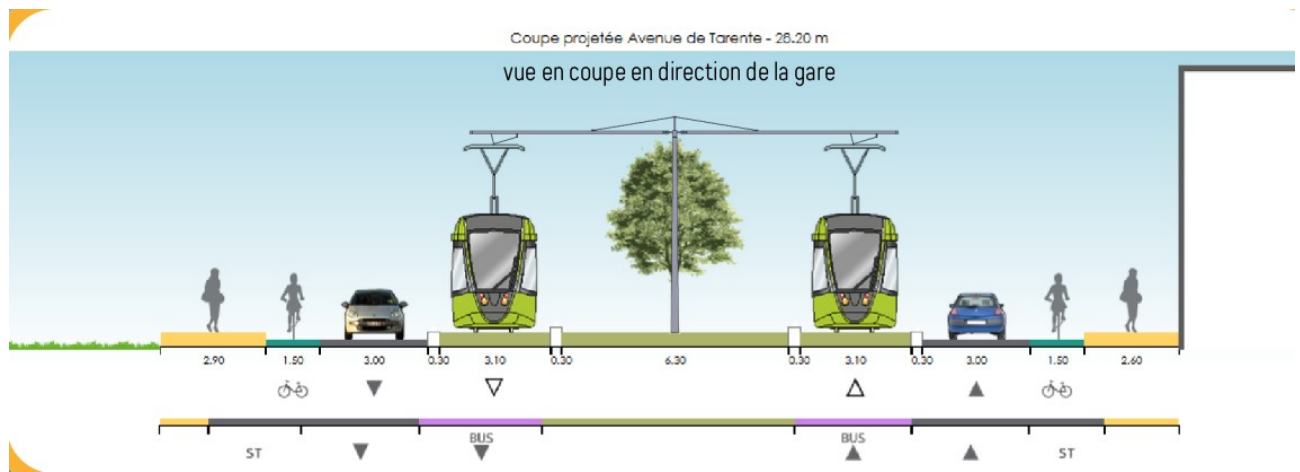 Coupe projetée Avenue de Tarente - 28.20 m
vue en coupe en direction de la gare
2.90 1.50 3.00 0.30 3.10 0.30 6.30 0.30 3.10 0.30 3.00 1.50 2.60
BUS BUS
ST ST